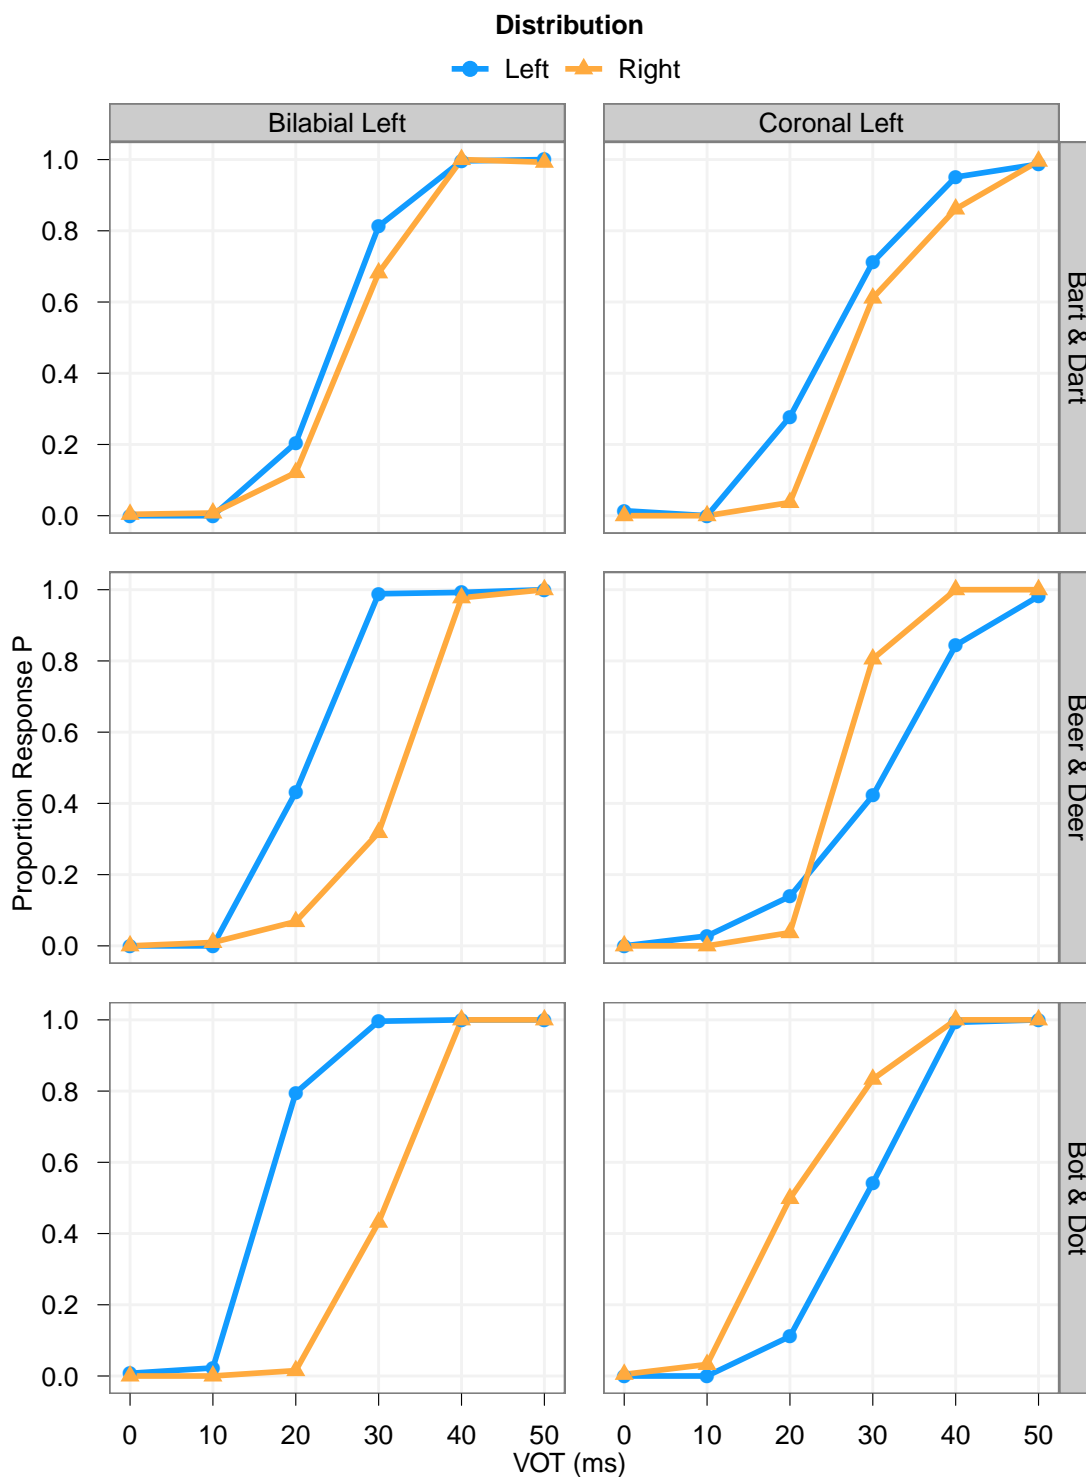 Distribution
Left Right
Bilabial Left Coronal Left
Bart & Dart
Beer & Deer
Bot & Dot
Proportion Response P
1.0
0.8
0.6
0.4
0.2
0.0
1.0
0.8
0.6
0.4
0.2
0.0
1.0
0.8
0.6
0.4
0.2
0.0
0 10 20 30 40 50 0 10 20 30 40 50
VOT (ms)